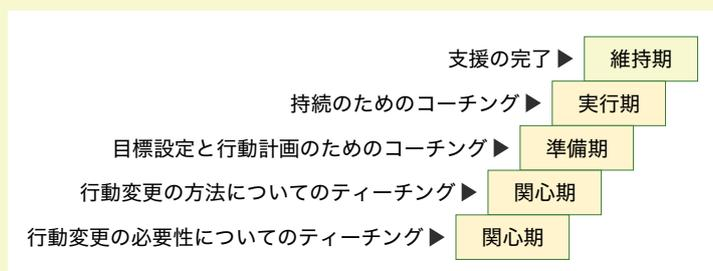 支援の完了▶ 維持期
持続のためのコーチング▶ 実行期
目標設定と行動計画のためのコーチング▶ 準備期
行動変更の方法についてのティーチング▶ 関心期
行動変更の必要性についてのティーチング▶ 関心期